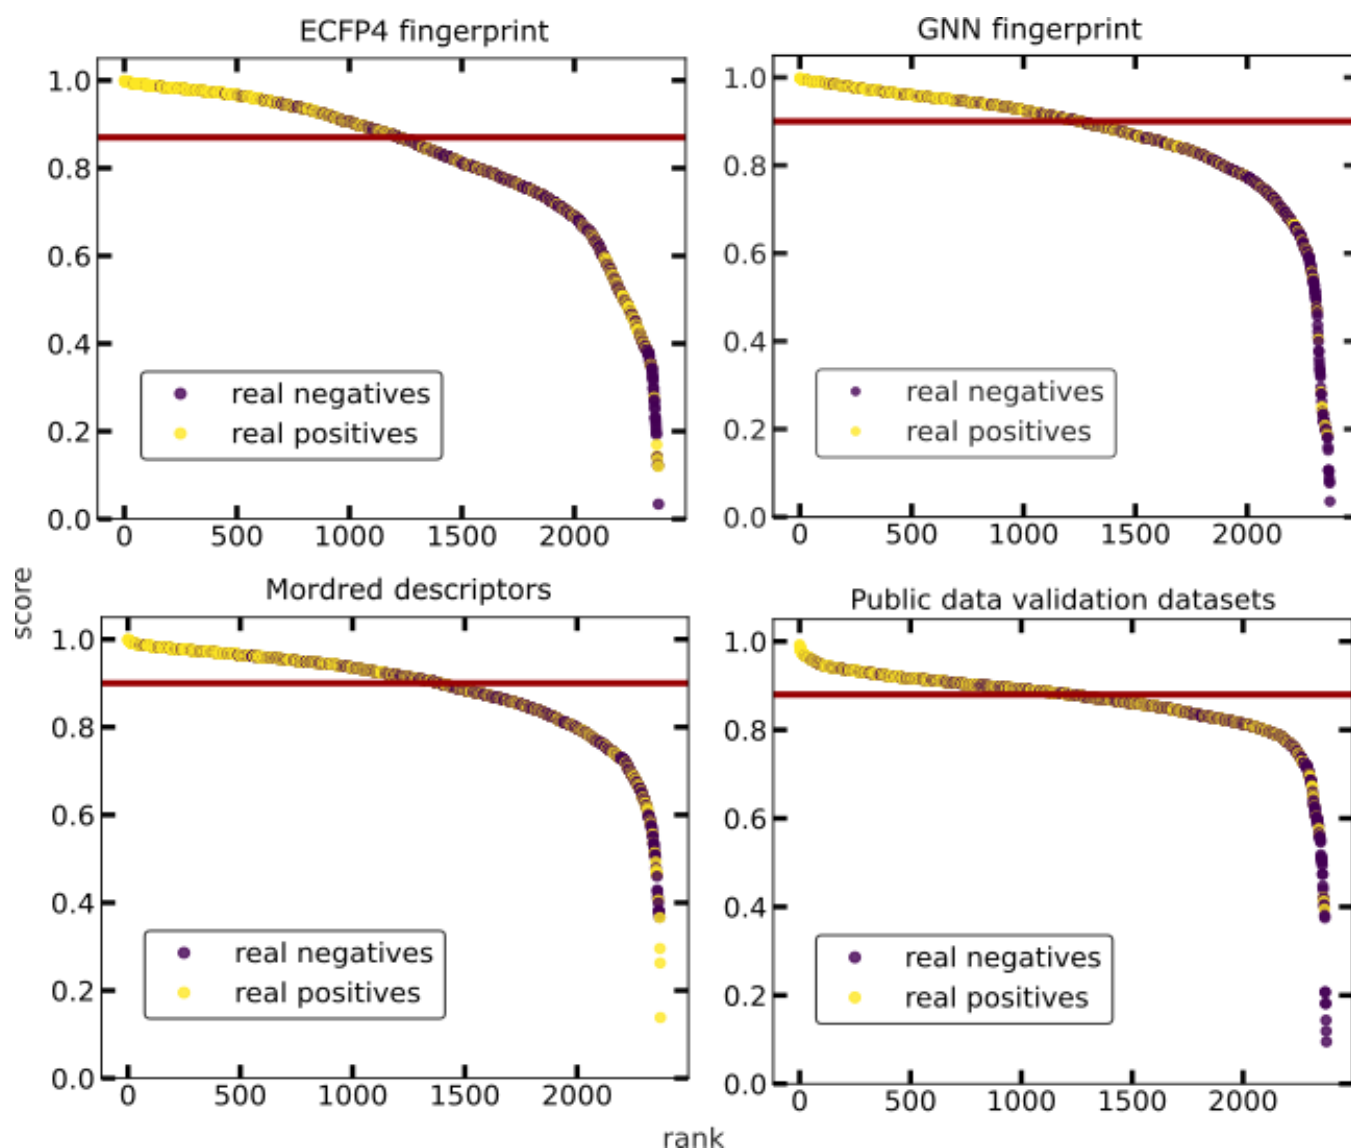 ECFP4 fingerprint
1.0
0.8
0.6
0.4
0.2
0.0
real negatives
real positives
0 500 1000 1500 2000
GNN fingerprint
1.0
0.8
0.6
0.4
0.2
0.0
real negatives
real positives
0 500 1000 1500 2000
score
Mordred descriptors
1.0
0.8
0.6
0.4
0.2
0.0
real negatives
real positives
0 500 1000 1500 2000
Public data validation datasets
1.0
0.8
0.6
0.4
0.2
0.0
real negatives
real positives
0 500 1000 1500 2000
rank